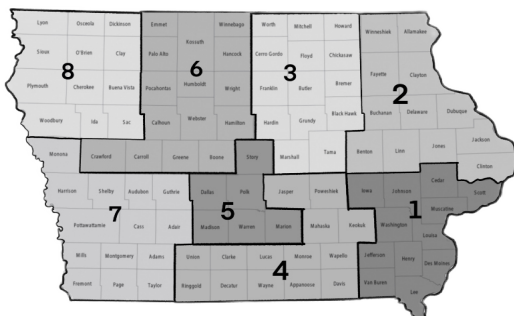 Lyon Osceola Dickinson Emmet Winnebago Worth Mitchell Howard Winneshiek Allamakee
Kossuth
Sioux O'Brien Clay Palo Alto Hancock Cerro Gordo Floyd Chickasaw
8 6 3 2
Fayette Clayton
Plymouth Cherokee Buena Vista Pocahontas Humboldt Wright Franklin Butler Bremer
Black Hawk Buchanan Delaware Dubuque
Woodbury Ida Sac Calhoun Webster Hamilton Hardin Grundy
Jackson
Monona Crawford Carroll Greene Boone Story Marshall Tama Benton Linn Jones
Clinton
Cedar
Harrison Shelby Audubon Guthrie Dallas Polk Jasper Poweshiek Iowa Johnson Scott
7 5 1
Muscatine
Pottawattamie Cass Adair Madison Warren Marion Mahaska Keokuk Washington
Louisa
Mills Montgomery Adams Union Clarke Lucas Monroe Wapello Jefferson Henry
4
Des Moines
Fremont Page Taylor Ringgold Decatur Wayne Appanoose Davis Van Buren
Lee